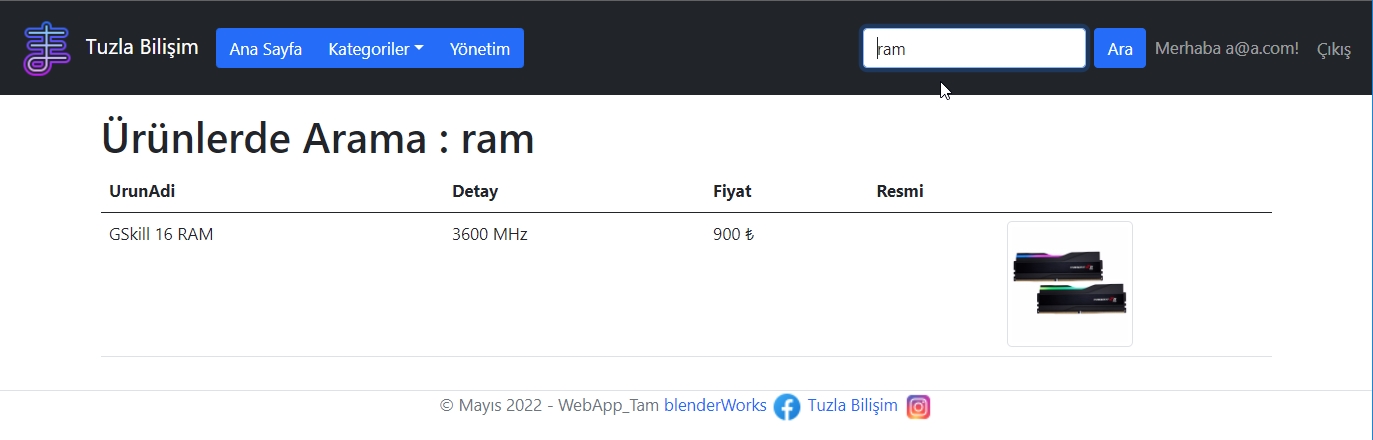 Tuzla Bilişim Ana Sayfa Kategoriler Yönetim ram Ara Merhaba a@a.com! Çıkış
Ürünlerde Arama : ram
UrunAdi Detay Fiyat Resmi
GSkill 16 RAM 3600 MHz 900 ₺
© Mayıs 2022 - WebApp_Tam blenderWorks Tuzla Bilişim